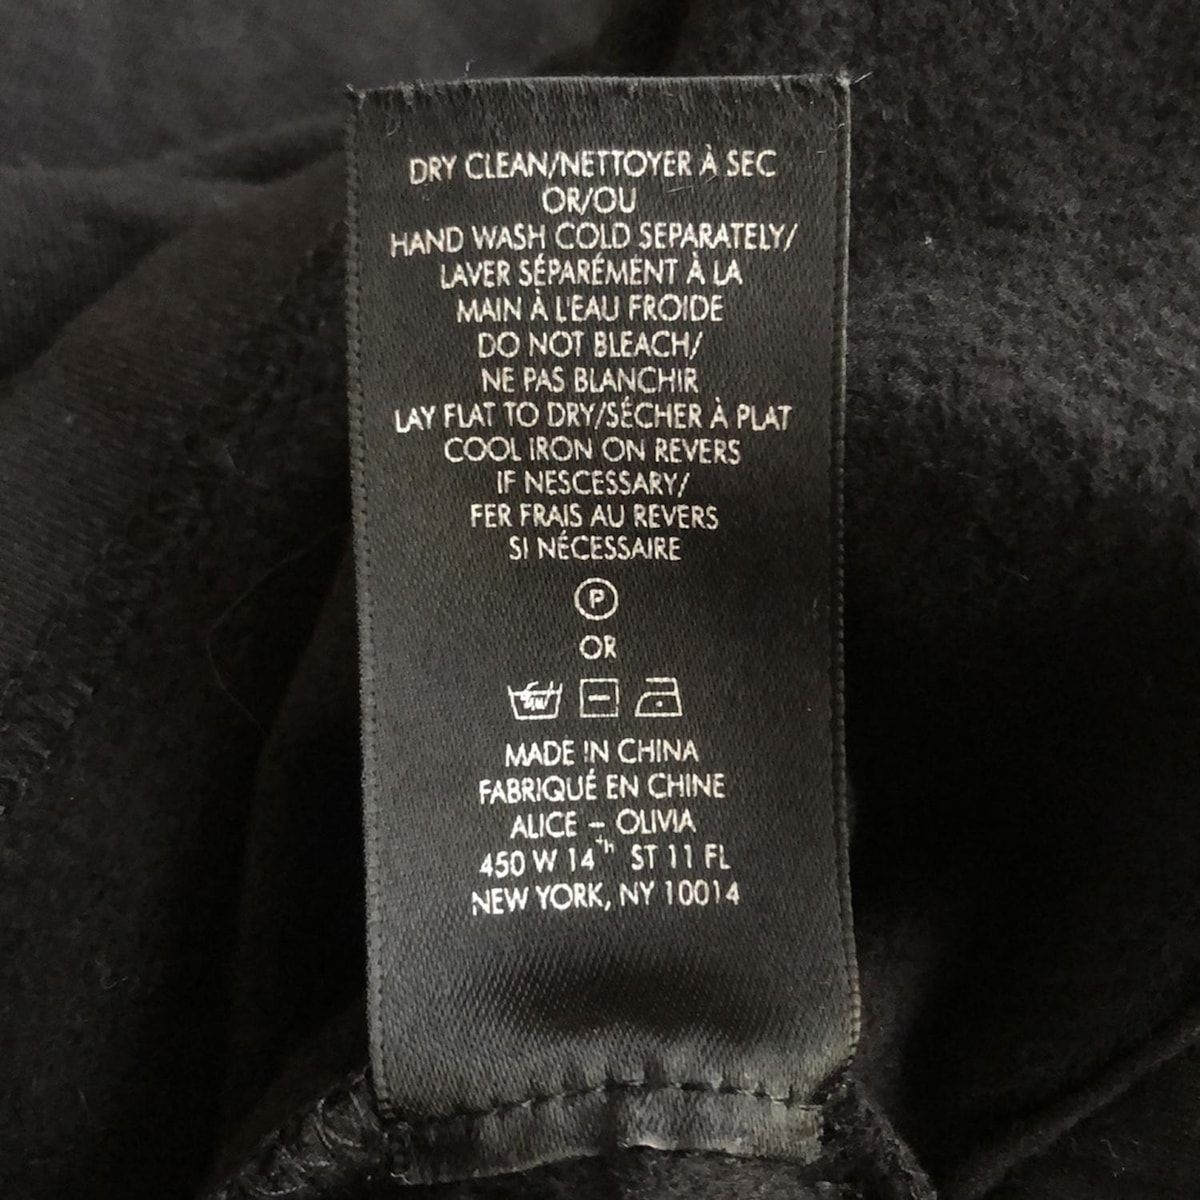 DRY CLEAN/NETTOYER À SEC
OR/OU
HAND WASH COLD SEPARATELY/
LAVER SÉPARÉMENT À LA
MAIN À L'EAU FROIDE
DO NOT BLEACH/
NE PAS BLANCHIR
LAY FLAT TO DRY/SÉCHER À PLAT
COOL IRON ON REVERS
IF NESCESSARY/
FER FRAIS AU REVERS
SI NÉCESSAIRE
P
OR
MADE IN CHINA
FABRIQUÉ EN CHINE
ALICE – OLIVIA
450 W 14th ST 11 FL
NEW YORK, NY 10014